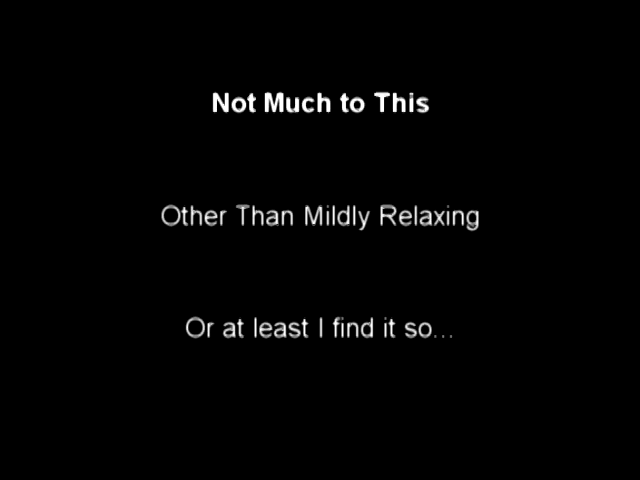 Not Much to This
Other Than Mildly Relaxing
Or at least I find it so...